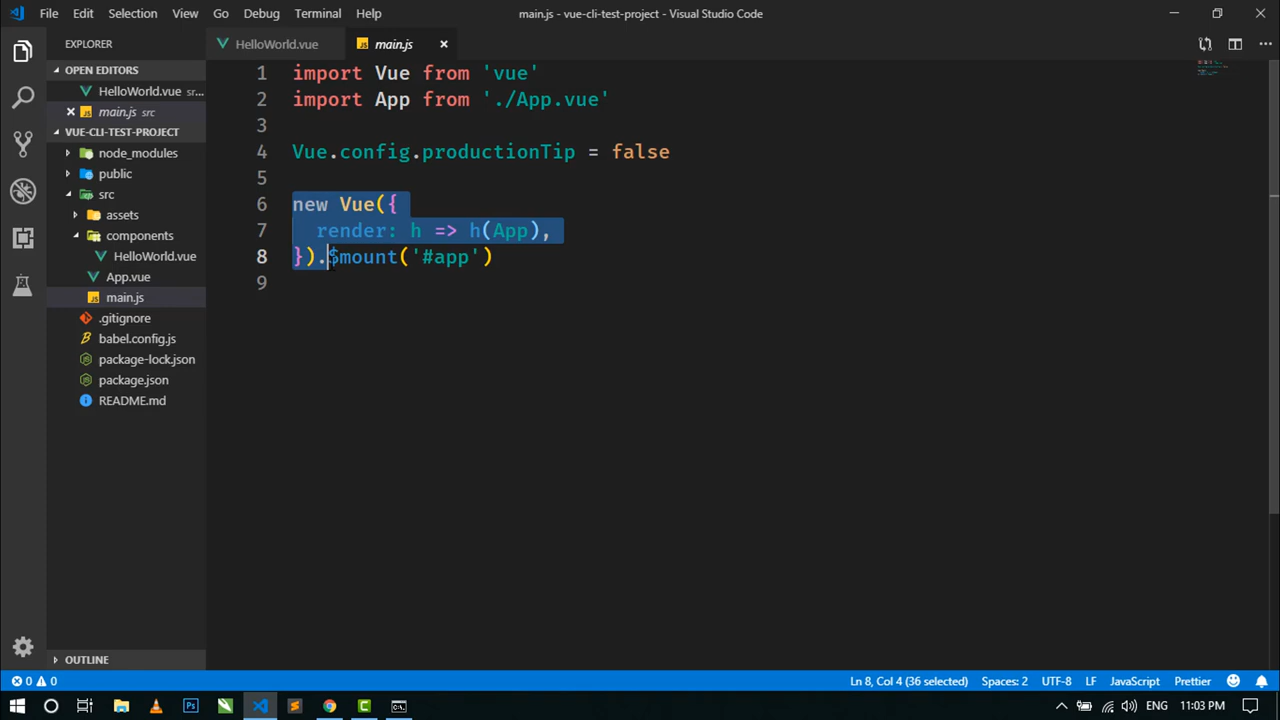 File Edit Selection View Go Debug Terminal Help main.js - vue-cli-test-project - Visual Studio Code
EXPLORER
OPEN EDITORS
HelloWorld.vue src...
main.js src
VUE-CLI-TEST-PROJECT
node_modules
public
src
assets
components
HelloWorld.vue
App.vue
main.js
.gitignore
babel.config.js
package-lock.json
package.json
README.md
OUTLINE
HelloWorld.vue main.js
1 import Vue from 'vue'
2 import App from './App.vue'
3
4 Vue.config.productionTip = false
5
6 new Vue({
7 render: h => h(App),
8 }).$mount('#app')
9
0 0 Ln 8, Col 4 (36 selected) Spaces: 2 UTF-8 LF JavaScript Prettier
ENG 11:03 PM